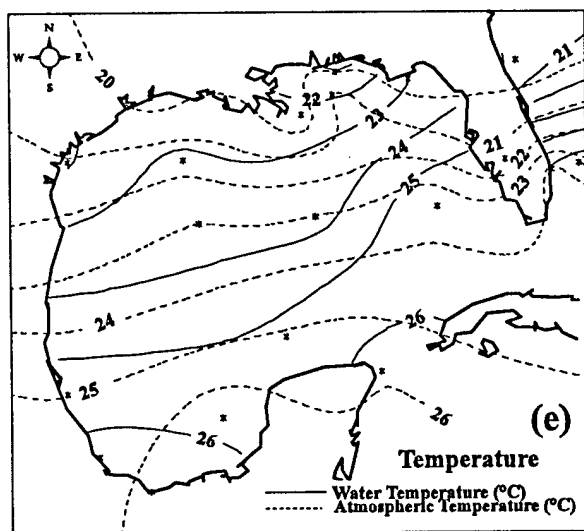 N
W E
S
20
21
22
23
21
22
23
24
25
24
26
25
26
26
(e)
Temperature
Water Temperature (°C)
Atmospheric Temperature (°C)